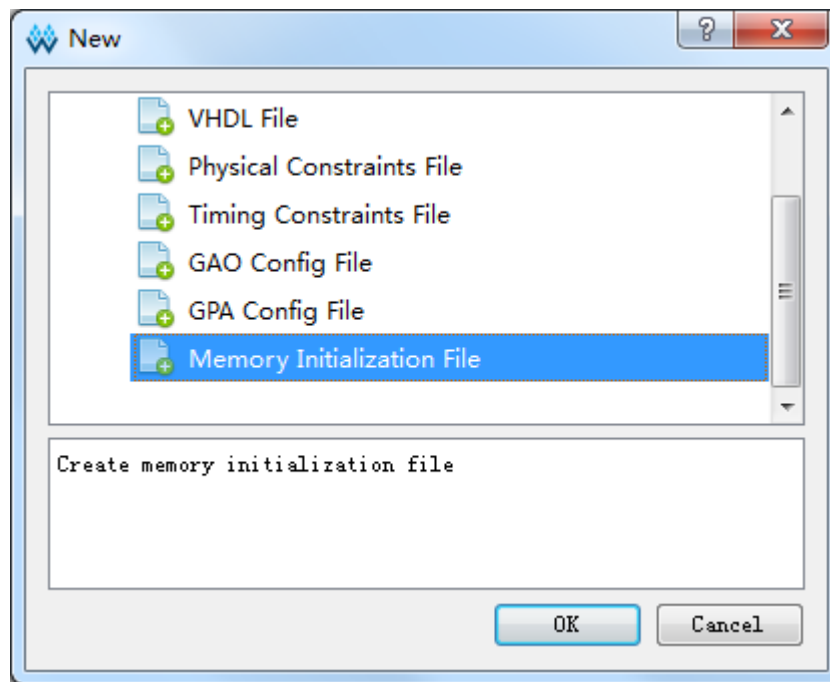 New
VHDL File
Physical Constraints File
Timing Constraints File
GAO Config File
GPA Config File
Memory Initialization File
Create memory initialization file
OK
Cancel